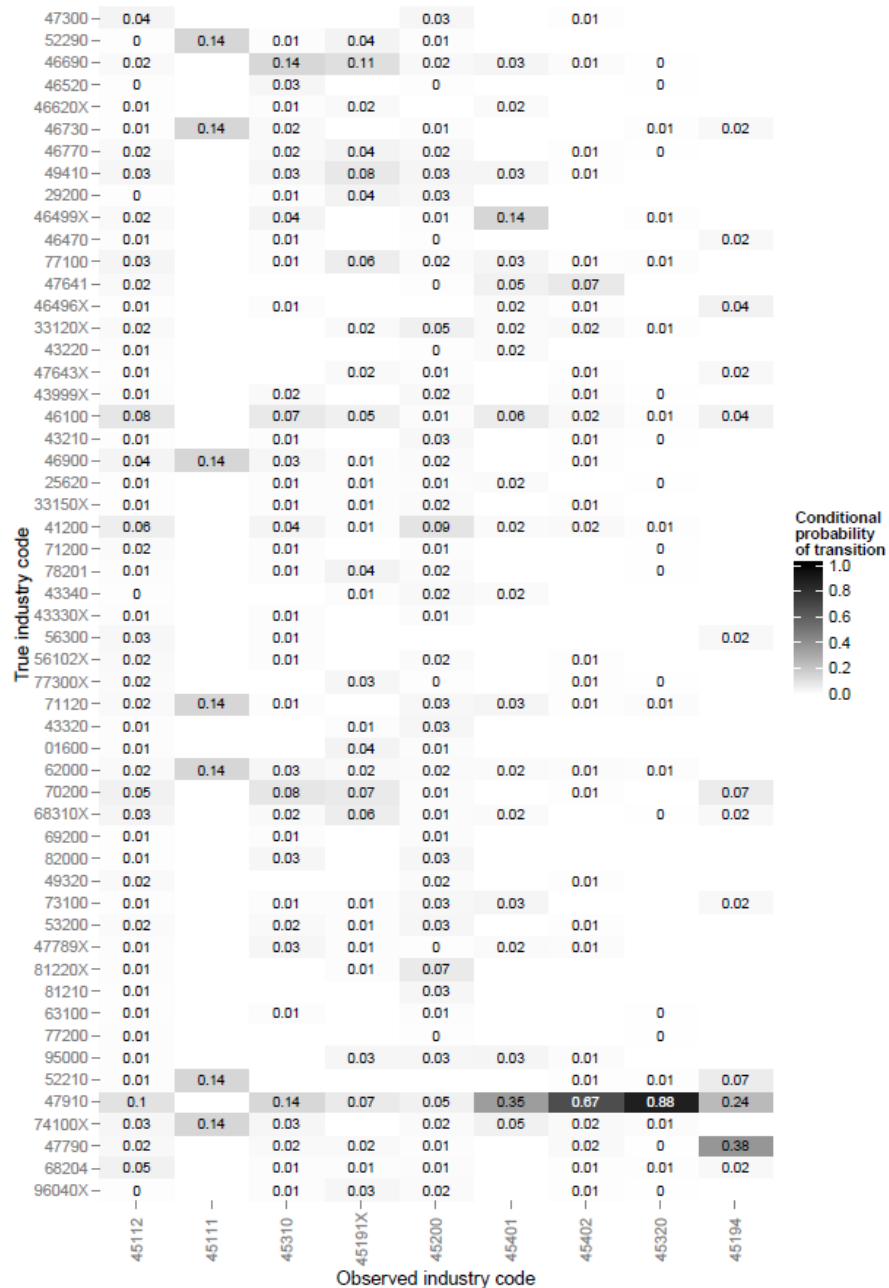 47300 0.04 0.03 0.01
52290 0 0.14 0.01 0.04 0.01
46690 0.02 0.14 0.11 0.02 0.03 0.01 0
46520 0 0.03 0 0
46620X 0.01 0.01 0.02 0.02
46730 0.01 0.14 0.02 0.01 0.01 0.02
46770 0.02 0.02 0.04 0.02 0.01 0
49410 0.03 0.03 0.08 0.03 0.03 0.01
29200 0 0.01 0.04 0.03
46499X 0.02 0.04 0.01 0.14 0.01
46470 0.01 0.01 0 0.02
77100 0.03 0.01 0.06 0.02 0.03 0.01 0.01
47641 0.02 0 0.05 0.07
46496X 0.01 0.01 0.02 0.01 0.04
33120X 0.02 0.02 0.05 0.02 0.02 0.01
43220 0.01 0 0.02
47643X 0.01 0.02 0.01 0.01 0.02
43999X 0.01 0.02 0.02 0.01 0
46100 0.08 0.07 0.05 0.01 0.06 0.02 0.01 0.04
43210 0.01 0.01 0.03 0.01 0
46900 0.04 0.14 0.03 0.01 0.02 0.01
25620 0.01 0.01 0.01 0.01 0.02 0
33150X 0.01 0.01 0.01 0.02 0.01
41200 0.06 0.04 0.01 0.09 0.02 0.02 0.01
71200 0.02 0.01 0.01 0
78201 0.01 0.01 0.04 0.02 0
43340 0 0.01 0.02 0.02
43330X 0.01 0.01 0.01
56300 0.03 0.01 0.02
56102X 0.02 0.01 0.02 0.01
77300X 0.02 0.03 0 0.01 0
71120 0.02 0.14 0.01 0.03 0.03 0.01 0.01
43320 0.01 0.01 0.03
01600 0.01 0.04 0.01
62000 0.02 0.14 0.03 0.02 0.02 0.02 0.01 0.01
70200 0.05 0.08 0.07 0.01 0.01 0.07
68310X 0.03 0.02 0.06 0.01 0.02 0 0.02
69200 0.01 0.01 0.01
82000 0.01 0.03 0.03
49320 0.02 0.02 0.01
73100 0.01 0.01 0.01 0.03 0.03 0.02
53200 0.02 0.02 0.01 0.03 0.01
47789X 0.01 0.03 0.01 0 0.02 0.01
81220X 0.01 0.01 0.07
81210 0.01 0.03
63100 0.01 0.01 0.01 0
77200 0.01 0 0
95000 0.01 0.03 0.03 0.03 0.01
52210 0.01 0.14 0.01 0.01 0.07
47910 0.1 0.14 0.07 0.05 0.35 0.67 0.88 0.24
74100X 0.03 0.14 0.03 0.02 0.05 0.02 0.01
47790 0.02 0.02 0.02 0.01 0.02 0 0.38
68204 0.05 0.01 0.01 0.01 0.01 0.01 0.02
96040X 0 0.01 0.03 0.02 0.01 0
45112 45111 45310 45191X 45200 45401 45402 45320 45194
Observed industry code
True industry code
Conditional
probability
of transition
1.0
0.8
0.6
0.4
0.2
0.0